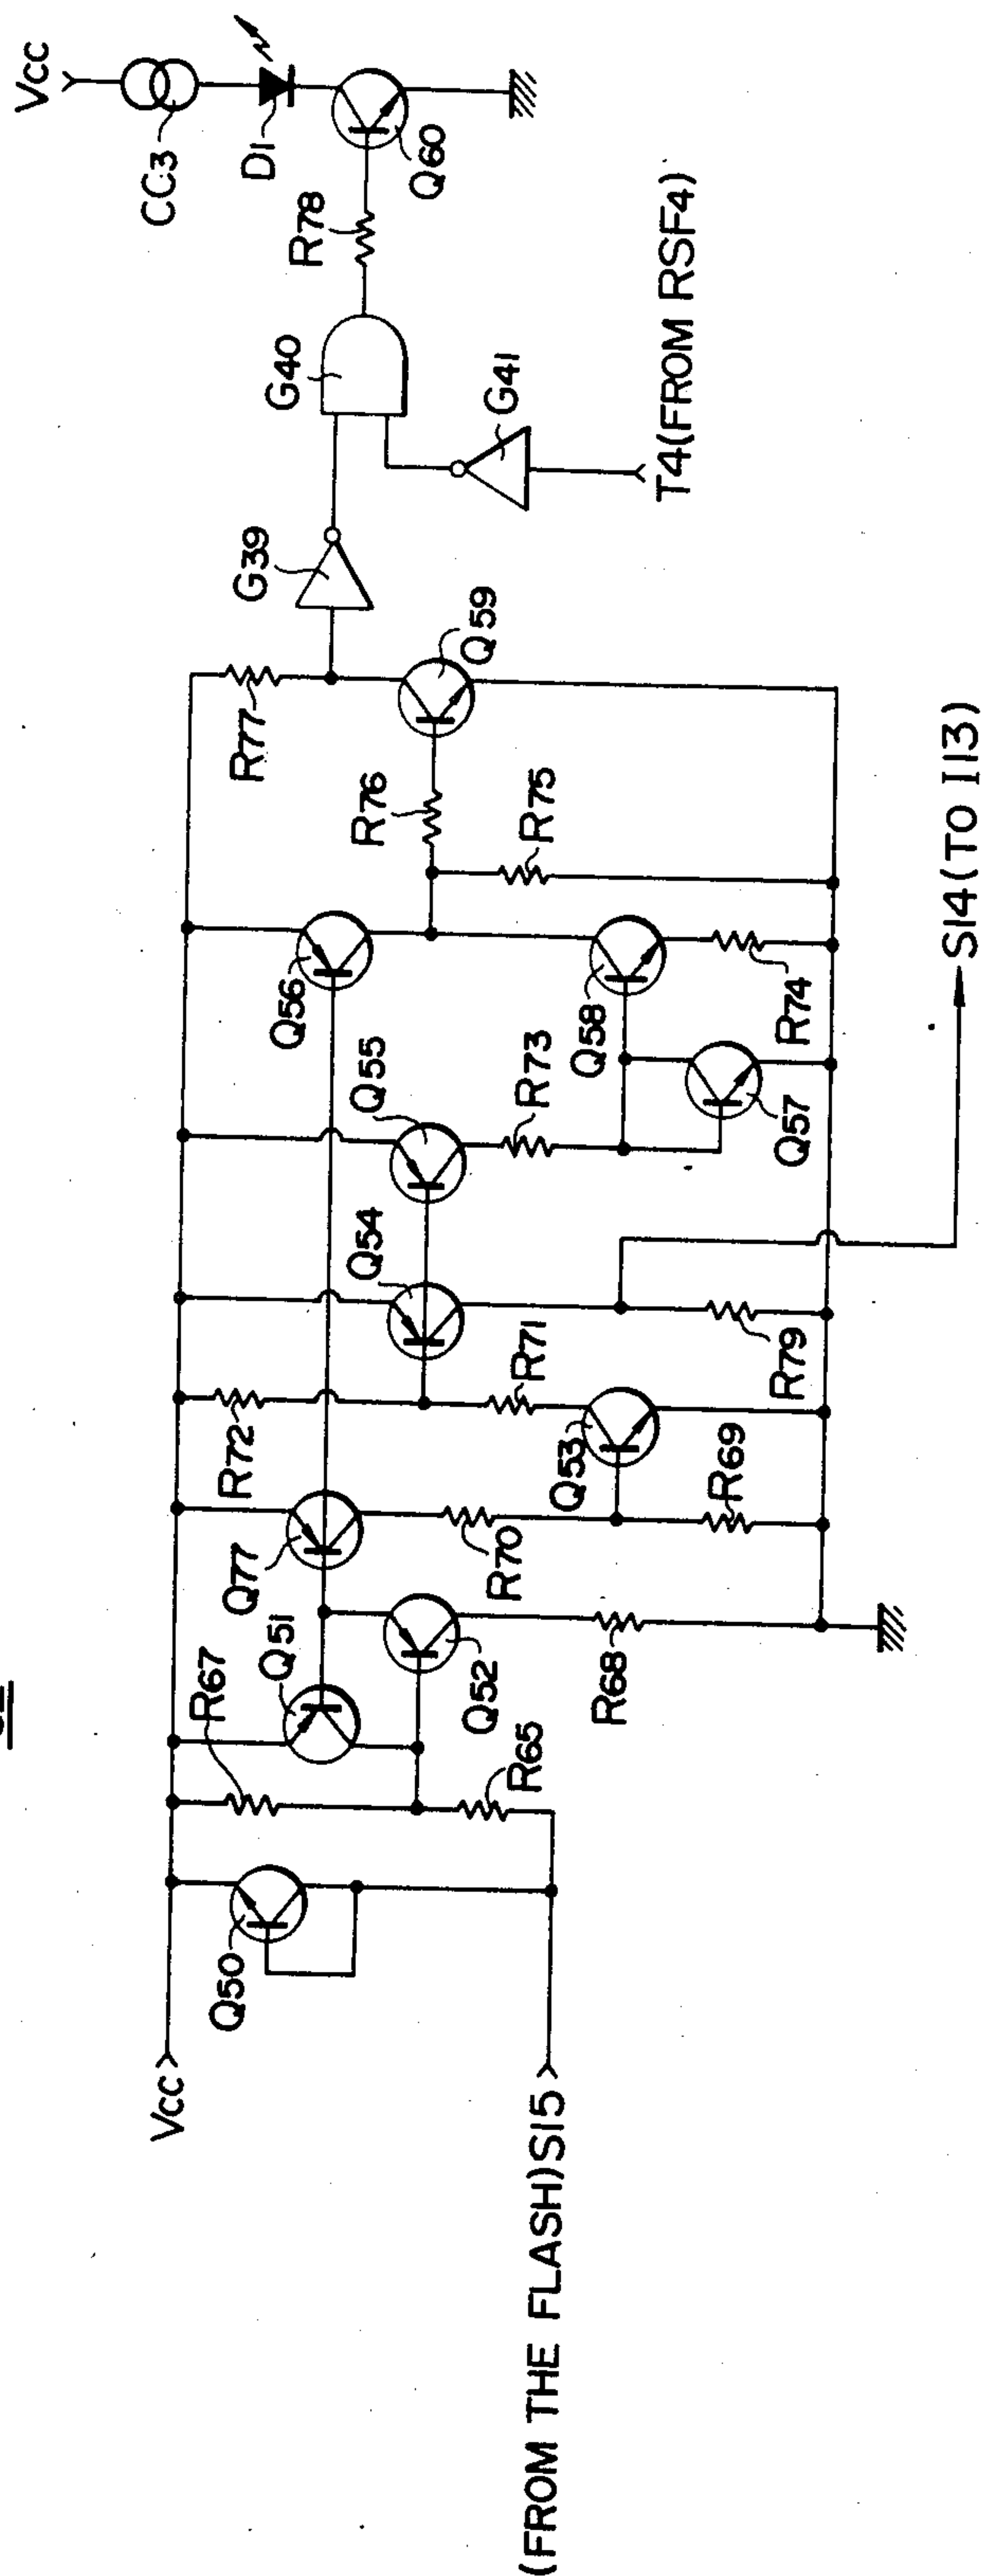 Vcc
(FROM THE FLASH)S15
Q50
R67
R65
Q51
Q52
R68
Q77
R70
R69
R72
R71
Q53
Q54
R79
S14(TO I13)
Q55
R73
Q57
Q56
Q58
R74
R76
R75
R77
Q59
G39
G40
G41
T4(FROM RSF4)
R78
Q60
D1
CC3
Vcc